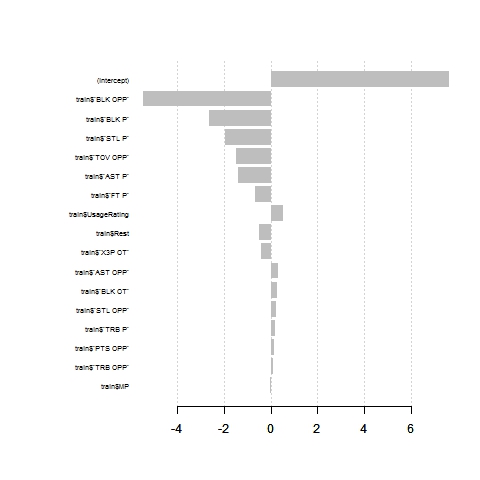 (Intercept)
train$`BLK OPP`
train$`BLK P`
train$`STL P`
train$`TOV OPP`
train$`AST P`
train$`FT P`
train$UsageRating
train$Rest
train$`X3P OT`
train$`AST OPP`
train$`BLK OT`
train$`STL OPP`
train$`TRB P`
train$`PTS OPP`
train$`TRB OPP`
train$MP
-4 -2 0 2 4 6